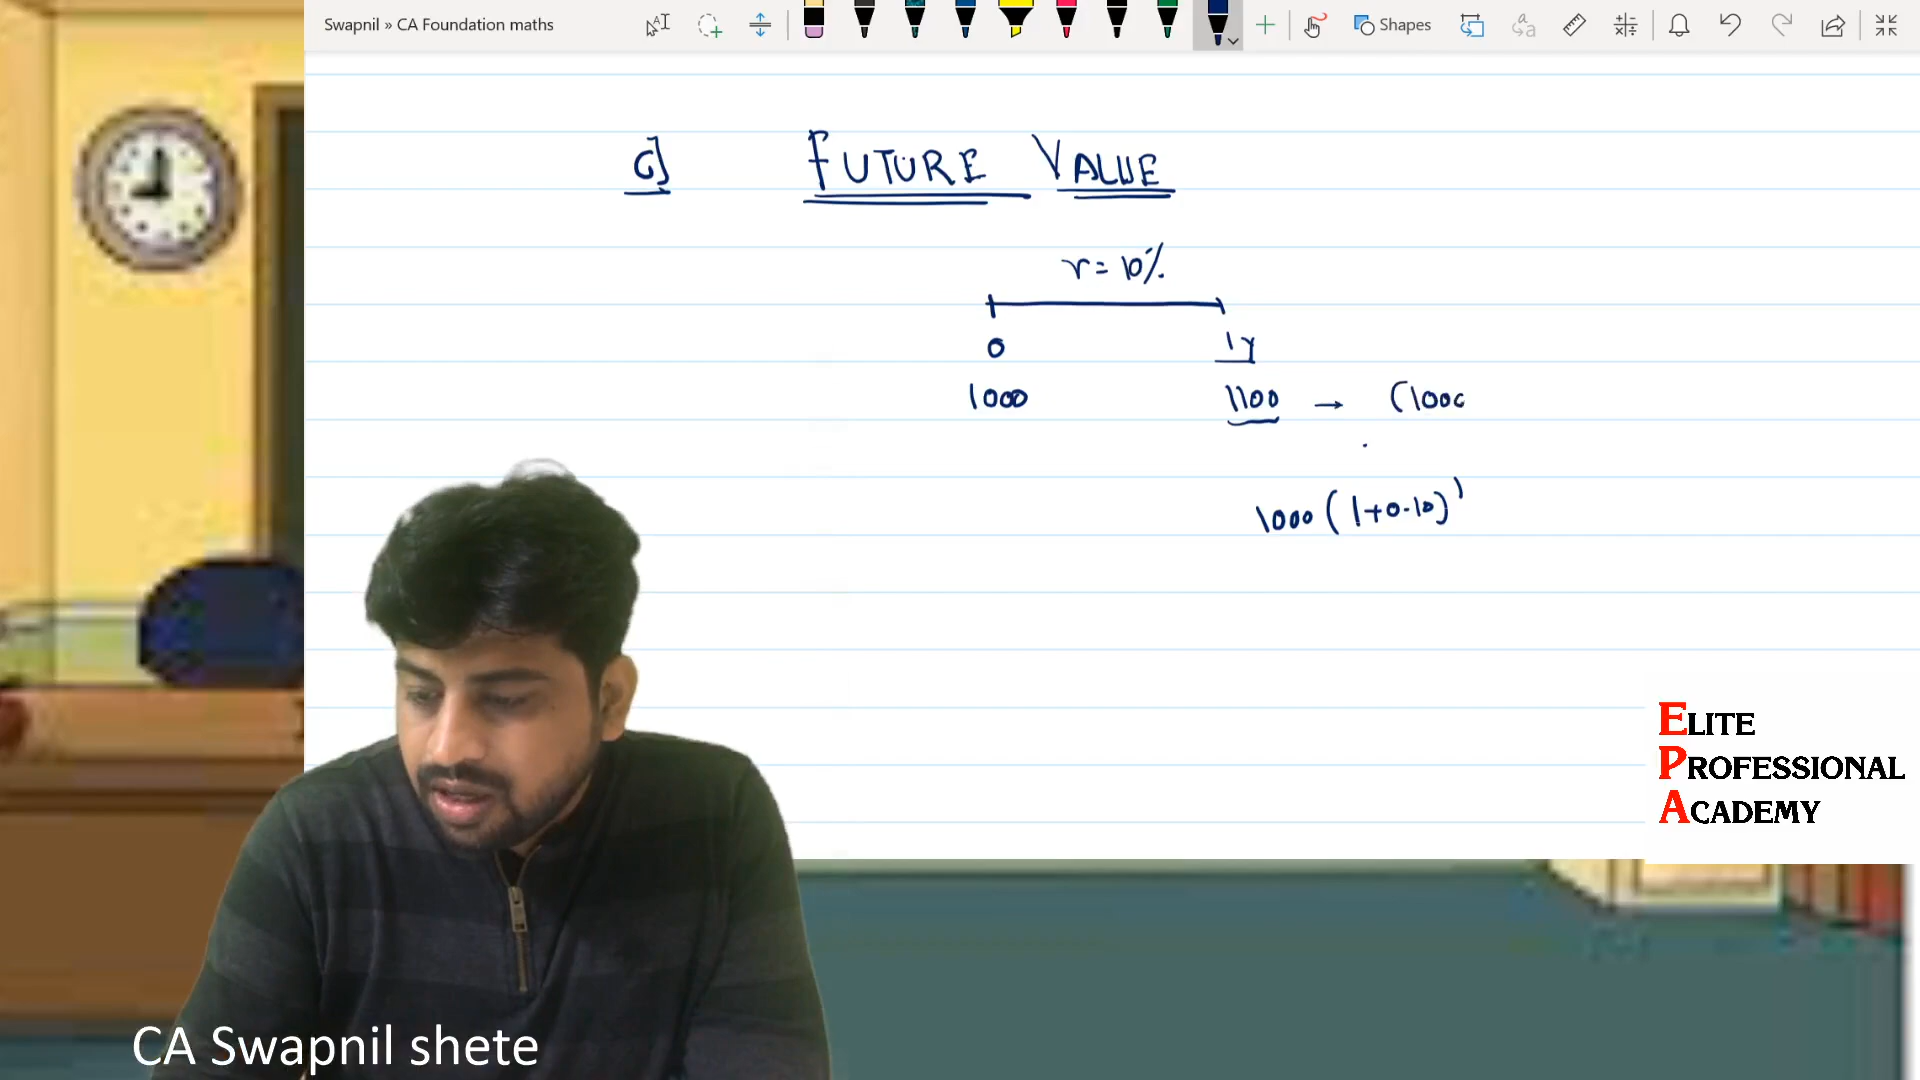 Swapnil » CA Foundation maths
Shapes
G] FUTURE VALUE
r = 10%
0 1y
1000 1100 → (1000
1000 (1+0.10)¹
ELITE
PROFESSIONAL
ACADEMY
CA Swapnil shete